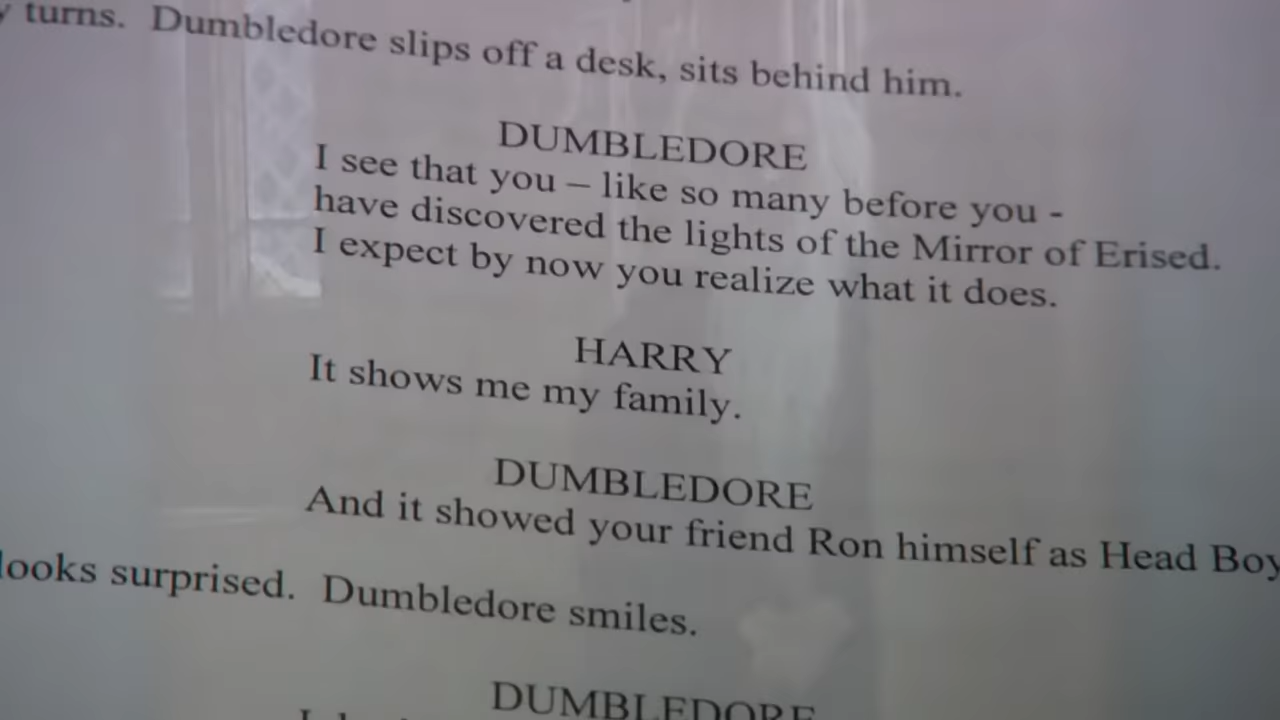 turns. Dumbledore slips off a desk, sits behind him.
DUMBLEDORE
I see that you – like so many before you -
have discovered the lights of the Mirror of Erised.
I expect by now you realize what it does.
HARRY
It shows me my family.
DUMBLEDORE
And it showed your friend Ron himself as Head Boy
looks surprised. Dumbledore smiles.
DUMBLEDORE